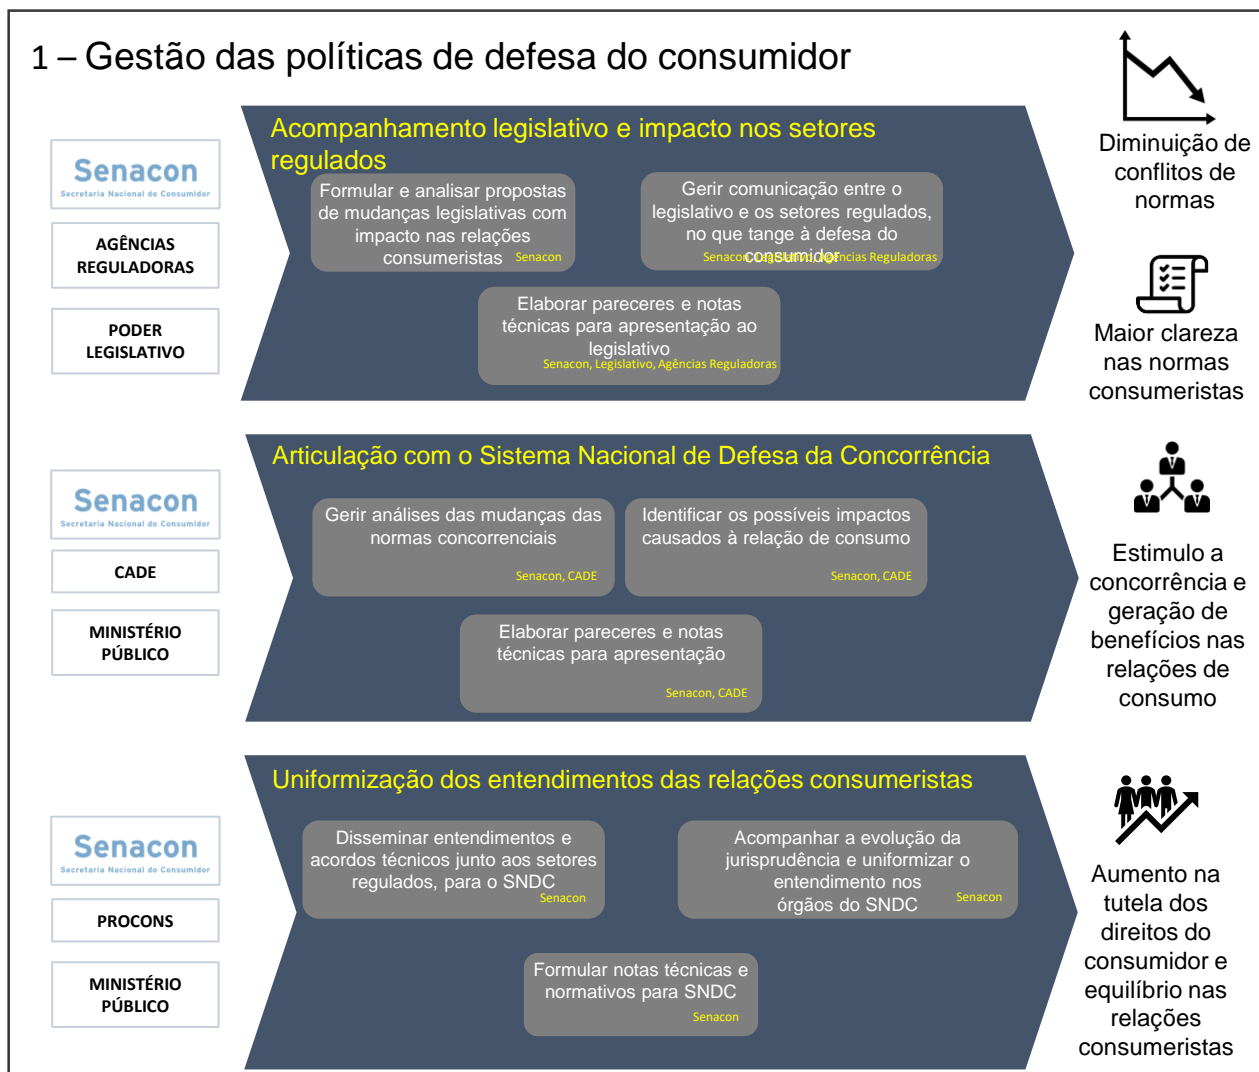 1 – Gestão das políticas de defesa do consumidor
Senacon
Secretaria Nacional do Consumidor
AGÊNCIAS
REGULADORAS
PODER
LEGISLATIVO
Acompanhamento legislativo e impacto nos setores
regulados
Formular e analisar propostas
de mudanças legislativas com
impacto nas relações
consumeristas
Senacon
Gerir comunicação entre o
legislativo e os setores regulados,
no que tange à defesa do
consumidor
Senacon, Legislativo, Agências Reguladoras
Elaborar pareceres e notas
técnicas para apresentação ao
legislativo
Senacon, Legislativo, Agências Reguladoras
Diminuição de
conflitos de
normas
Maior clareza
nas normas
consumeristas
Senacon
Secretaria Nacional do Consumidor
CADE
MINISTÉRIO
PÚBLICO
Articulação com o Sistema Nacional de Defesa da Concorrência
Gerir análises das mudanças das
normas concorrenciais
Senacon, CADE
Identificar os possíveis impactos
causados à relação de consumo
Senacon, CADE
Elaborar pareceres e notas
técnicas para apresentação
Senacon, CADE
Estimulo a
concorrência e
geração de
benefícios nas
relações de
consumo
Senacon
Secretaria Nacional do Consumidor
PROCONS
MINISTÉRIO
PÚBLICO
Uniformização dos entendimentos das relações consumeristas
Disseminar entendimentos e
acordos técnicos junto aos setores
regulados, para o SNDC
Senacon
Acompanhar a evolução da
jurisprudência e uniformizar o
entendimento nos
órgãos do SNDC
Senacon
Formular notas técnicas e
normativos para SNDC
Senacon
Aumento na
tutela dos
direitos do
consumidor e
equilíbrio nas
relações
consumeristas